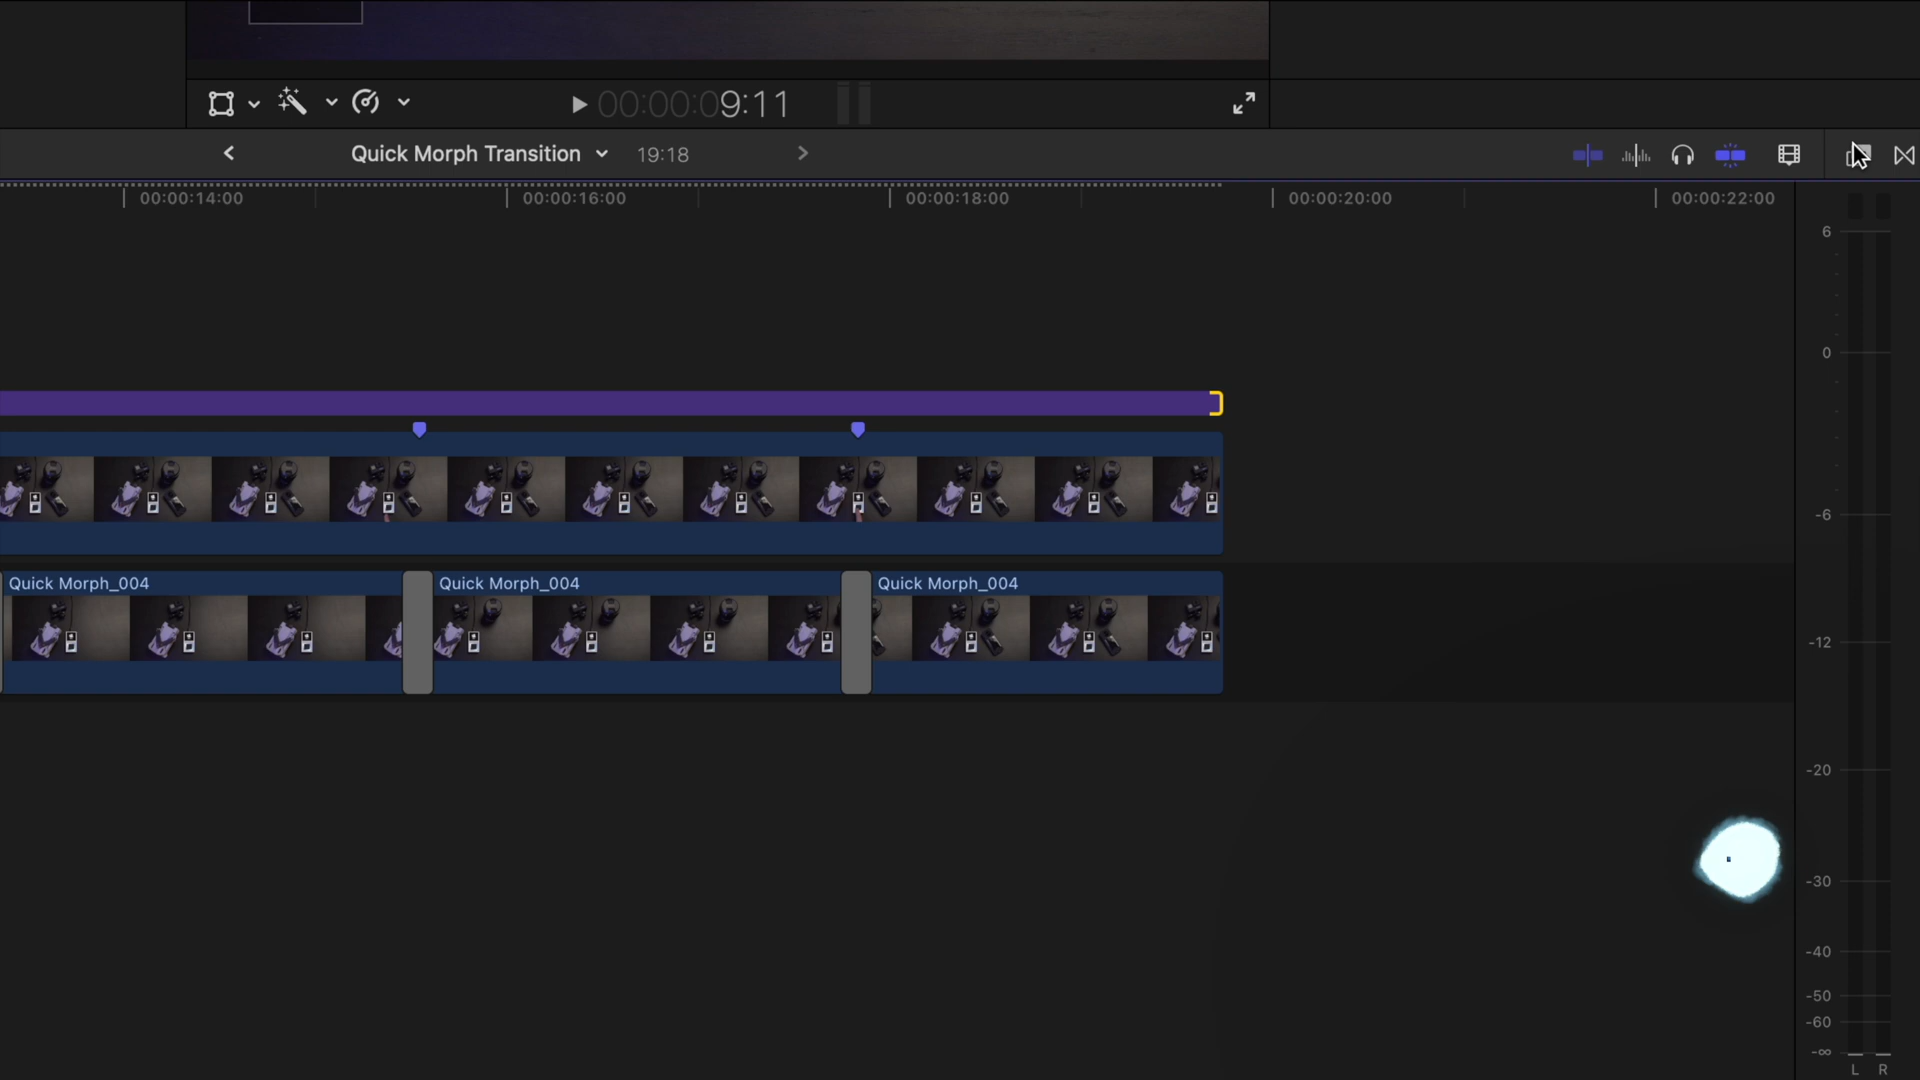 00:00:09:11
Quick Morph Transition 19:18
00:00:14:00 00:00:16:00 00:00:18:00 00:00:20:00 00:00:22:00
6
0
-6
Quick Morph_004 Quick Morph_004 Quick Morph_004
-12
-20
-30
-40
-50
-60
-∞
L R